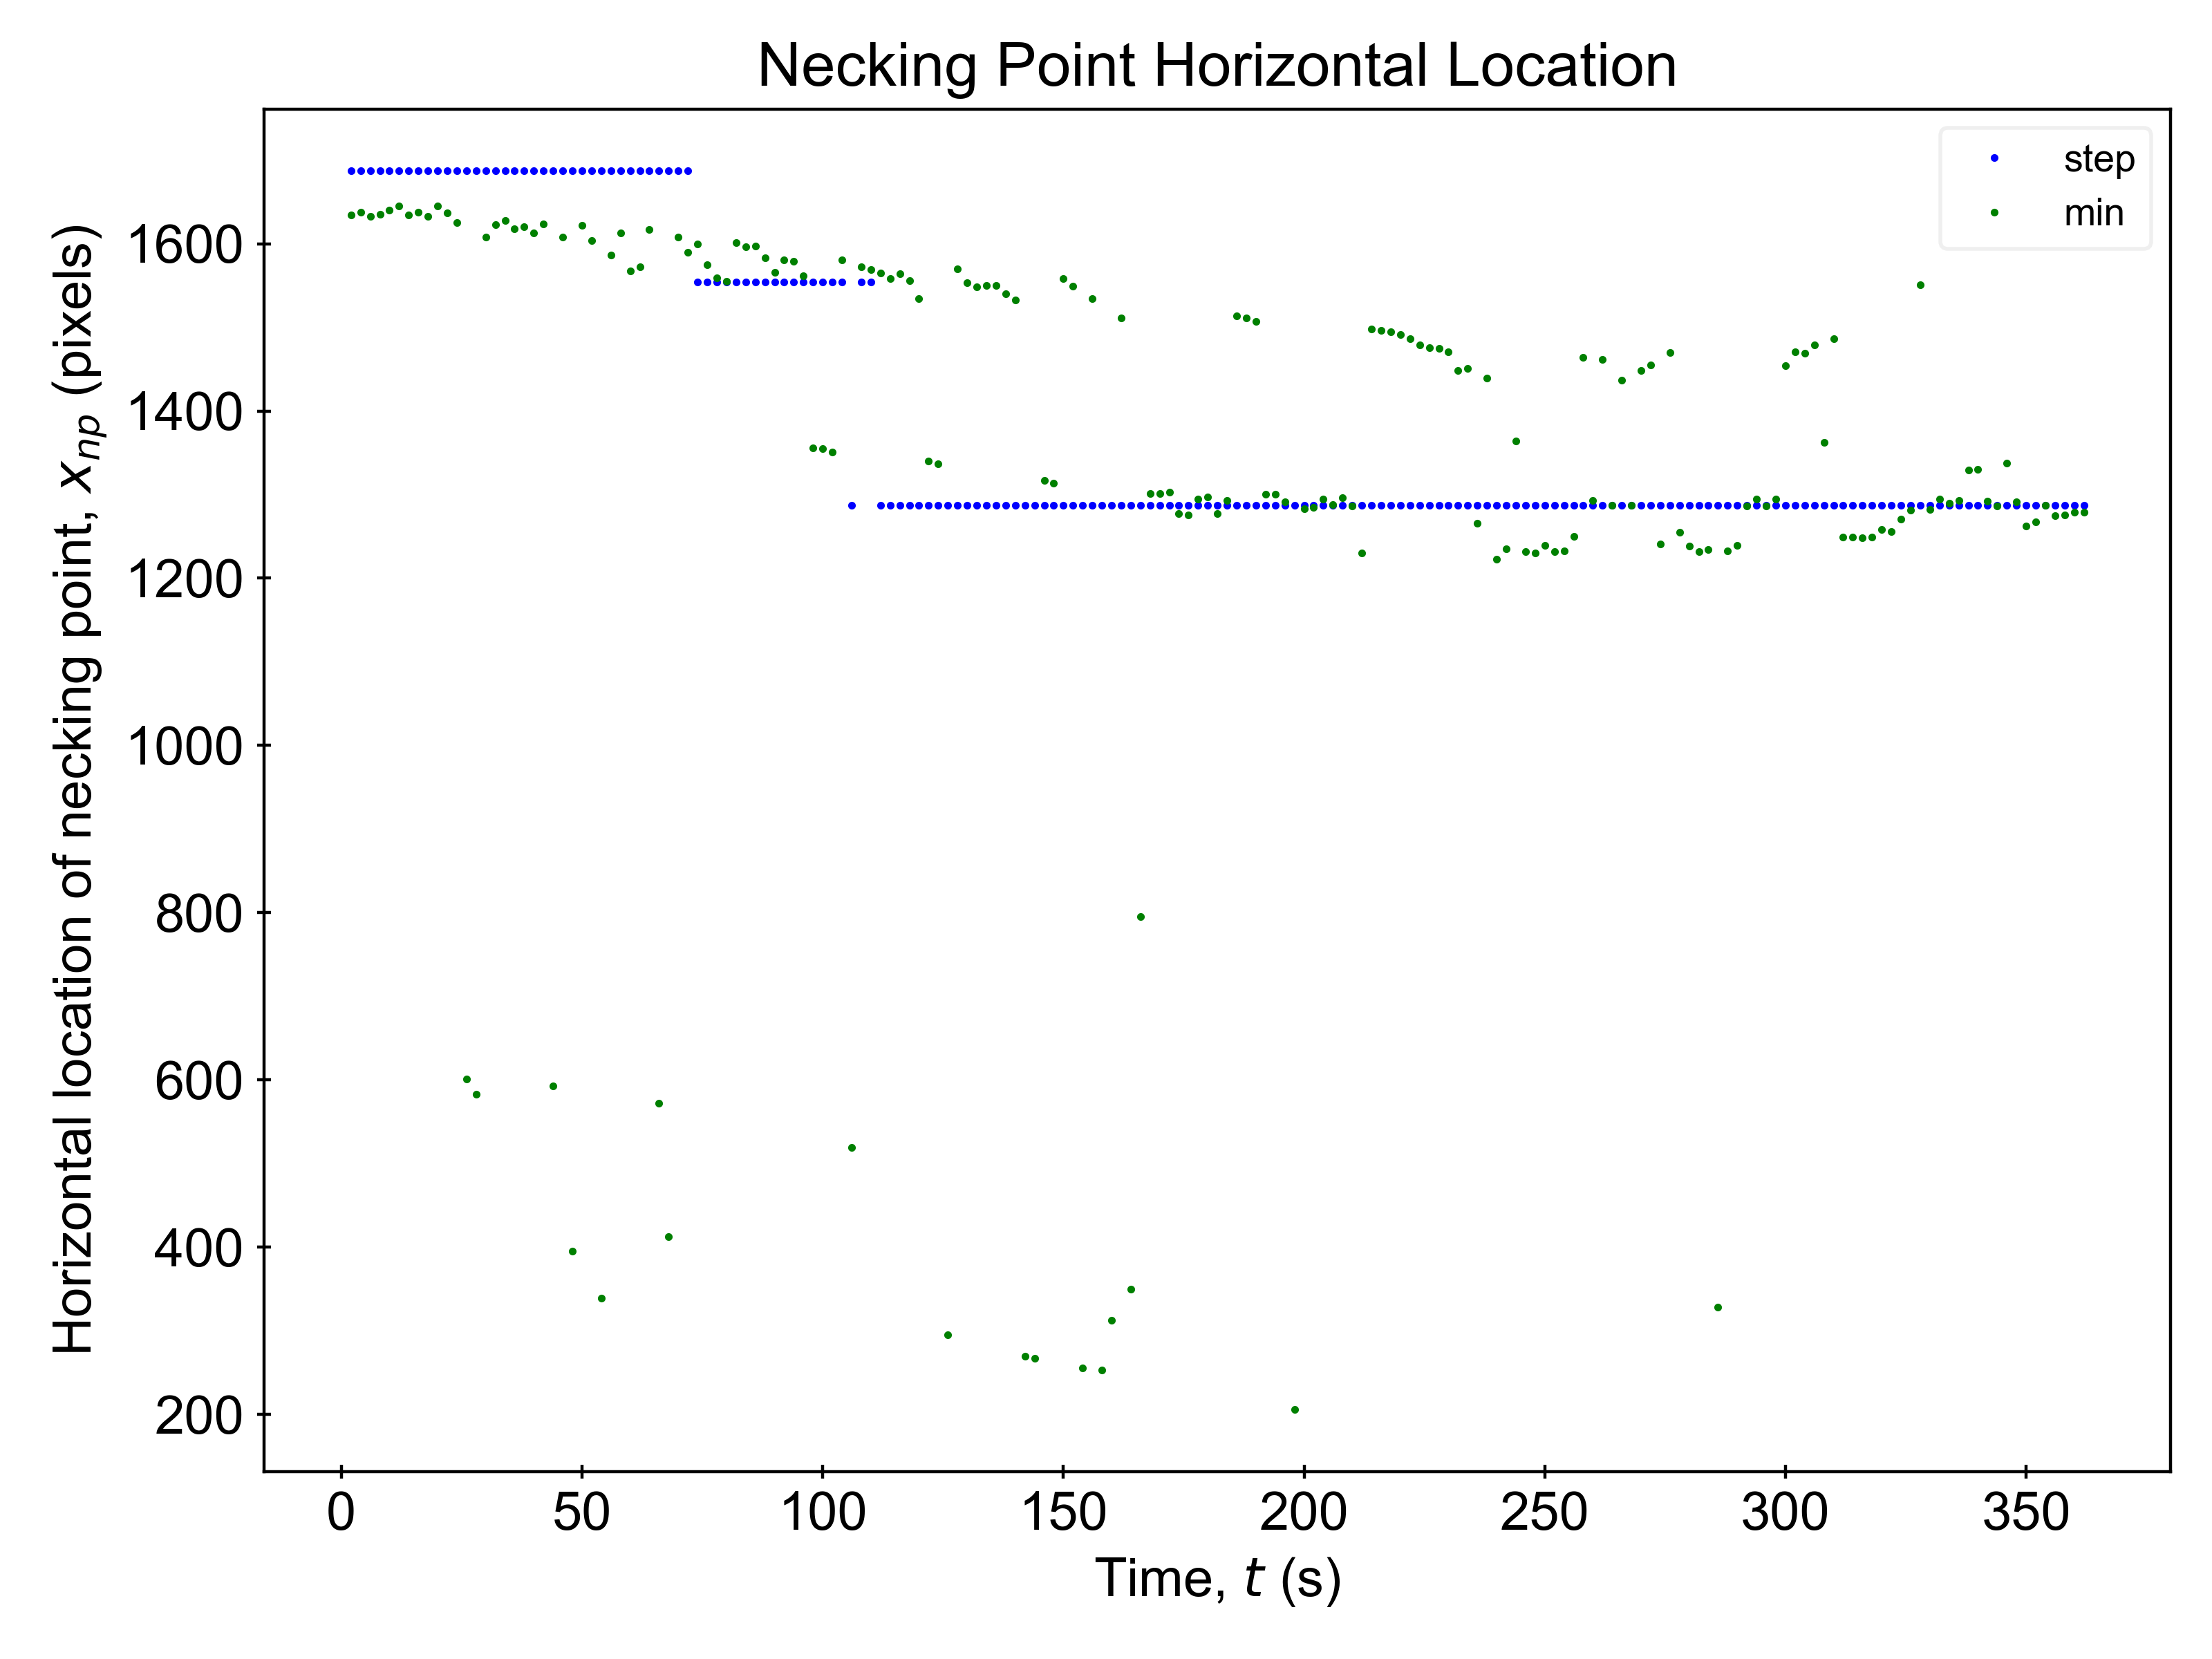 Necking Point Horizontal Location
step
min
Horizontal location of necking point, x_np (pixels)
1600
1400
1200
1000
800
600
400
200
0 50 100 150 200 250 300 350
Time, t (s)